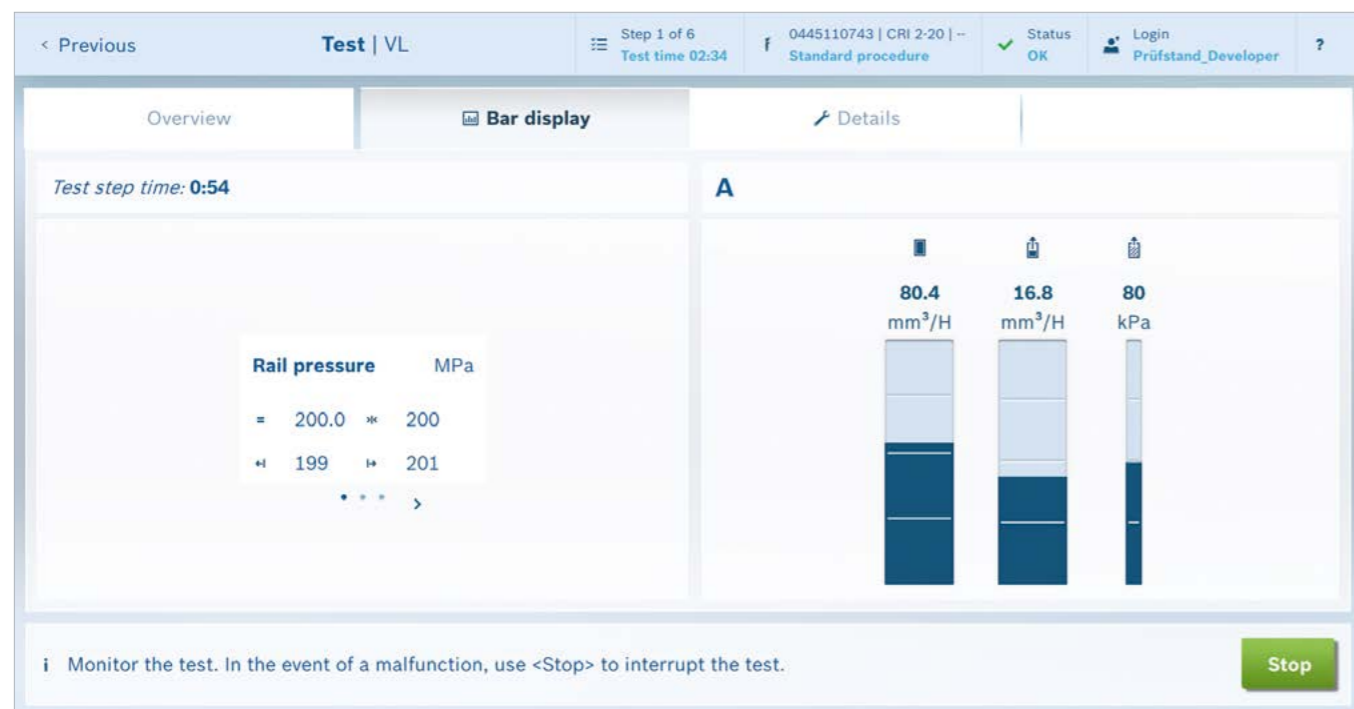 < Previous
Test | VL
Step 1 of 6
Test time 02:34
0445110743 | CRI 2-20 | --
Standard procedure
Status
OK
Login
Prüfstand_Developer
?
Overview
Bar display
Details
Test step time: 0:54
A
80.4
mm³/H
16.8
mm³/H
80
kPa
Rail pressure MPa
= 200.0 200
199 201
>
i Monitor the test. In the event of a malfunction, use <Stop> to interrupt the test.
Stop